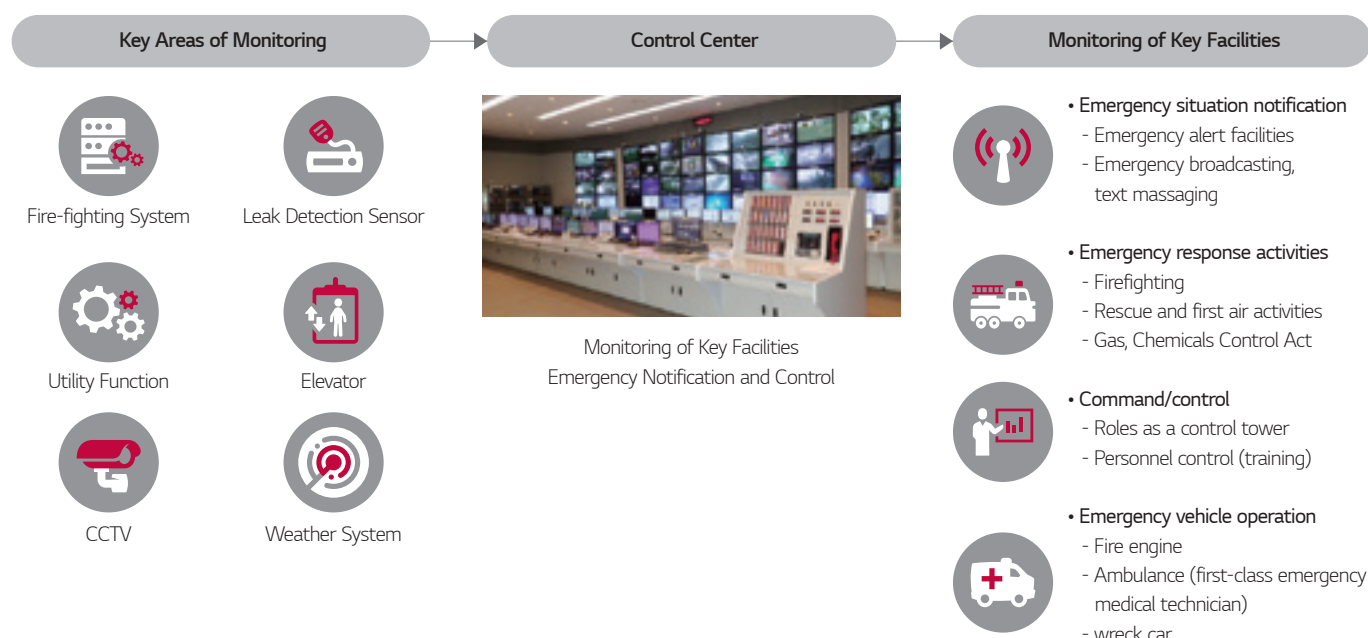 Key Areas of Monitoring
Control Center
Monitoring of Key Facilities
Fire-fighting System
Leak Detection Sensor
Utility Function
Elevator
CCTV
Weather System
Monitoring of Key Facilities
Emergency Notification and Control
• Emergency situation notification
- Emergency alert facilities
- Emergency broadcasting,
text massaging
• Emergency response activities
- Firefighting
- Rescue and first air activities
- Gas, Chemicals Control Act
• Command/control
- Roles as a control tower
- Personnel control (training)
• Emergency vehicle operation
- Fire engine
- Ambulance (first-class emergency
medical technician)
- wreck car